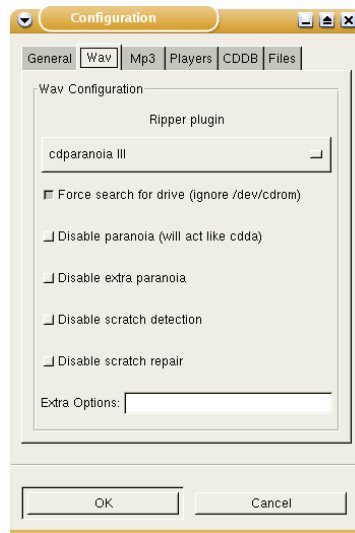 Configuration
General Wav Mp3 Players CDDB Files
Wav Configuration
Ripper plugin
cdparanoia III
Force search for drive (ignore /dev/cdrom)
Disable paranoia (will act like cdda)
Disable extra paranoia
Disable scratch detection
Disable scratch repair
Extra Options:
OK Cancel